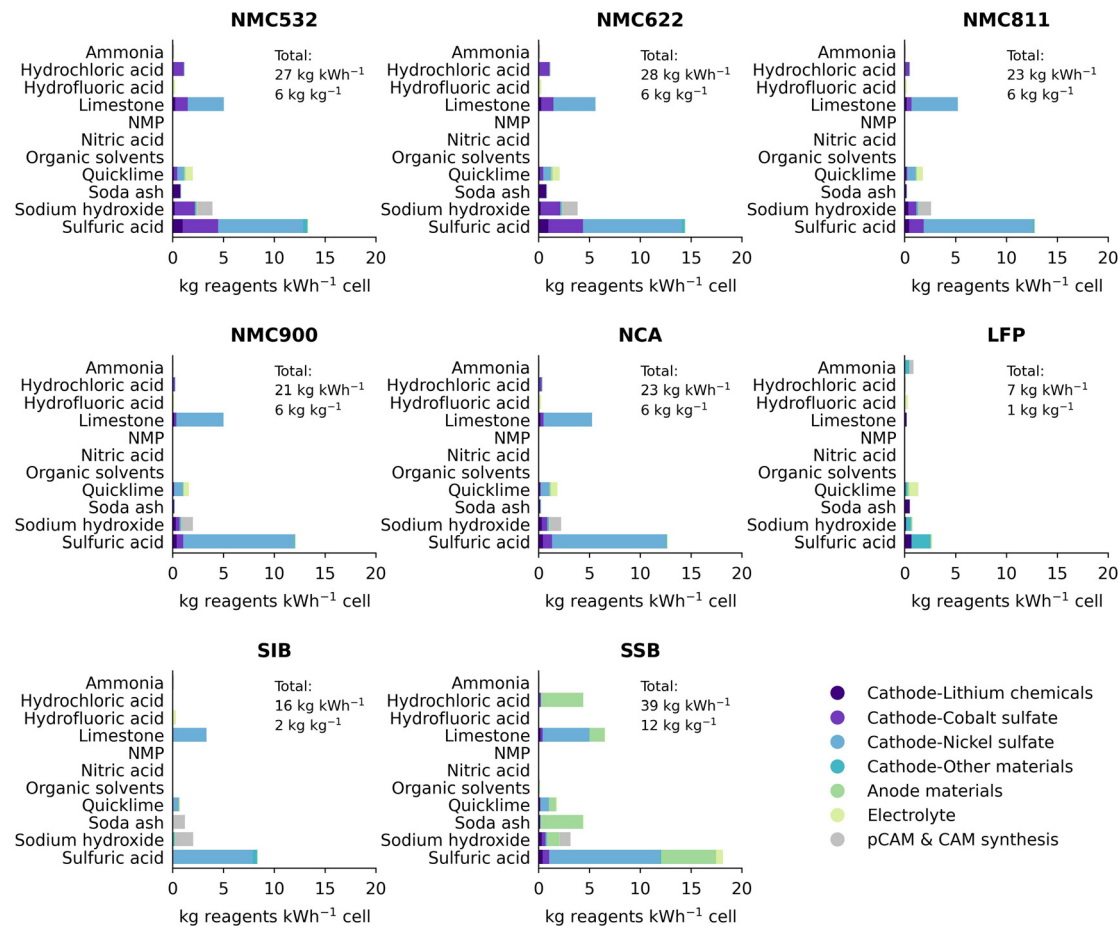 NMC532
Ammonia
Hydrochloric acid
Hydrofluoric acid
Limestone
NMP
Nitric acid
Organic solvents
Quicklime
Soda ash
Sodium hydroxide
Sulfuric acid
Total:
27 kg kWh⁻¹
6 kg kg⁻¹
0 5 10 15 20
kg reagents kWh⁻¹ cell
NMC622
Ammonia
Hydrochloric acid
Hydrofluoric acid
Limestone
NMP
Nitric acid
Organic solvents
Quicklime
Soda ash
Sodium hydroxide
Sulfuric acid
Total:
28 kg kWh⁻¹
6 kg kg⁻¹
0 5 10 15 20
kg reagents kWh⁻¹ cell
NMC811
Ammonia
Hydrochloric acid
Hydrofluoric acid
Limestone
NMP
Nitric acid
Organic solvents
Quicklime
Soda ash
Sodium hydroxide
Sulfuric acid
Total:
23 kg kWh⁻¹
6 kg kg⁻¹
0 5 10 15 20
kg reagents kWh⁻¹ cell
NMC900
Ammonia
Hydrochloric acid
Hydrofluoric acid
Limestone
NMP
Nitric acid
Organic solvents
Quicklime
Soda ash
Sodium hydroxide
Sulfuric acid
Total:
21 kg kWh⁻¹
6 kg kg⁻¹
0 5 10 15 20
kg reagents kWh⁻¹ cell
NCA
Ammonia
Hydrochloric acid
Hydrofluoric acid
Limestone
NMP
Nitric acid
Organic solvents
Quicklime
Soda ash
Sodium hydroxide
Sulfuric acid
Total:
23 kg kWh⁻¹
6 kg kg⁻¹
0 5 10 15 20
kg reagents kWh⁻¹ cell
LFP
Ammonia
Hydrochloric acid
Hydrofluoric acid
Limestone
NMP
Nitric acid
Organic solvents
Quicklime
Soda ash
Sodium hydroxide
Sulfuric acid
Total:
7 kg kWh⁻¹
1 kg kg⁻¹
0 5 10 15 20
kg reagents kWh⁻¹ cell
SIB
Ammonia
Hydrochloric acid
Hydrofluoric acid
Limestone
NMP
Nitric acid
Organic solvents
Quicklime
Soda ash
Sodium hydroxide
Sulfuric acid
Total:
16 kg kWh⁻¹
2 kg kg⁻¹
0 5 10 15 20
kg reagents kWh⁻¹ cell
SSB
Ammonia
Hydrochloric acid
Hydrofluoric acid
Limestone
NMP
Nitric acid
Organic solvents
Quicklime
Soda ash
Sodium hydroxide
Sulfuric acid
Total:
39 kg kWh⁻¹
12 kg kg⁻¹
0 5 10 15 20
kg reagents kWh⁻¹ cell
Cathode-Lithium chemicals
Cathode-Cobalt sulfate
Cathode-Nickel sulfate
Cathode-Other materials
Anode materials
Electrolyte
pCAM & CAM synthesis